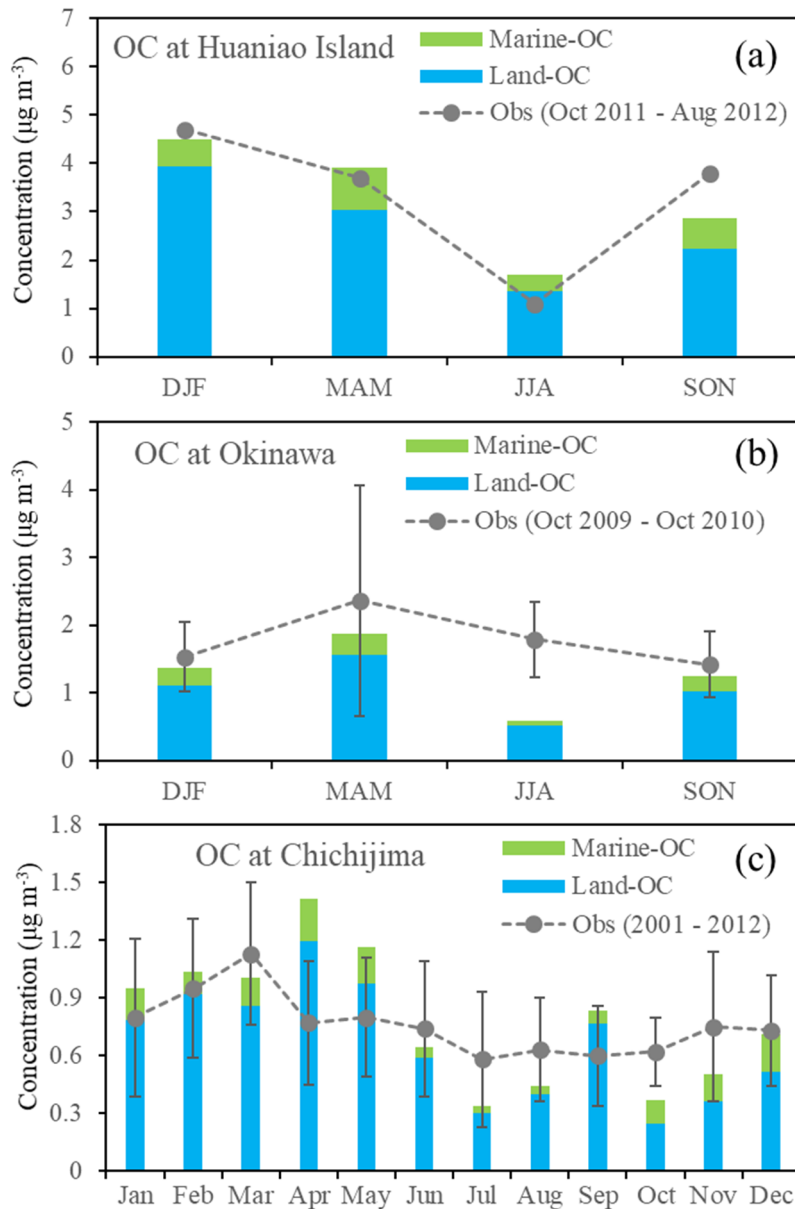 OC at Huaniao Island
(a)
Marine-OC
Land-OC
Obs (Oct 2011 - Aug 2012)
Concentration (µg m-3)
7
6
5
4
3
2
1
0
DJF MAM JJA SON
OC at Okinawa
(b)
Marine-OC
Land-OC
Obs (Oct 2009 - Oct 2010)
Concentration (µg m-3)
5
4
3
2
1
0
DJF MAM JJA SON
OC at Chichijima
(c)
Marine-OC
Land-OC
Obs (2001 - 2012)
Concentration (µg m-3)
1.8
1.5
1.2
0.9
0.6
0.3
0
Jan Feb Mar Apr May Jun Jul Aug Sep Oct Nov Dec